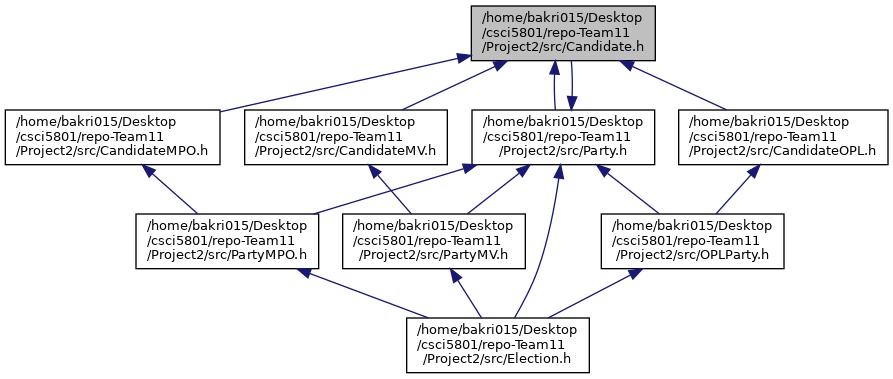 /home/bakri015/Desktop
/csci5801/repo-Team11
/Project2/src/Candidate.h
/home/bakri015/Desktop
/csci5801/repo-Team11
/Project2/src/CandidateMPO.h
/home/bakri015/Desktop
/csci5801/repo-Team11
/Project2/src/CandidateMV.h
/home/bakri015/Desktop
/csci5801/repo-Team11
/Project2/src/Party.h
/home/bakri015/Desktop
/csci5801/repo-Team11
/Project2/src/CandidateOPL.h
/home/bakri015/Desktop
/csci5801/repo-Team11
/Project2/src/PartyMPO.h
/home/bakri015/Desktop
/csci5801/repo-Team11
/Project2/src/PartyMV.h
/home/bakri015/Desktop
/csci5801/repo-Team11
/Project2/src/OPLParty.h
/home/bakri015/Desktop
/csci5801/repo-Team11
/Project2/src/Election.h